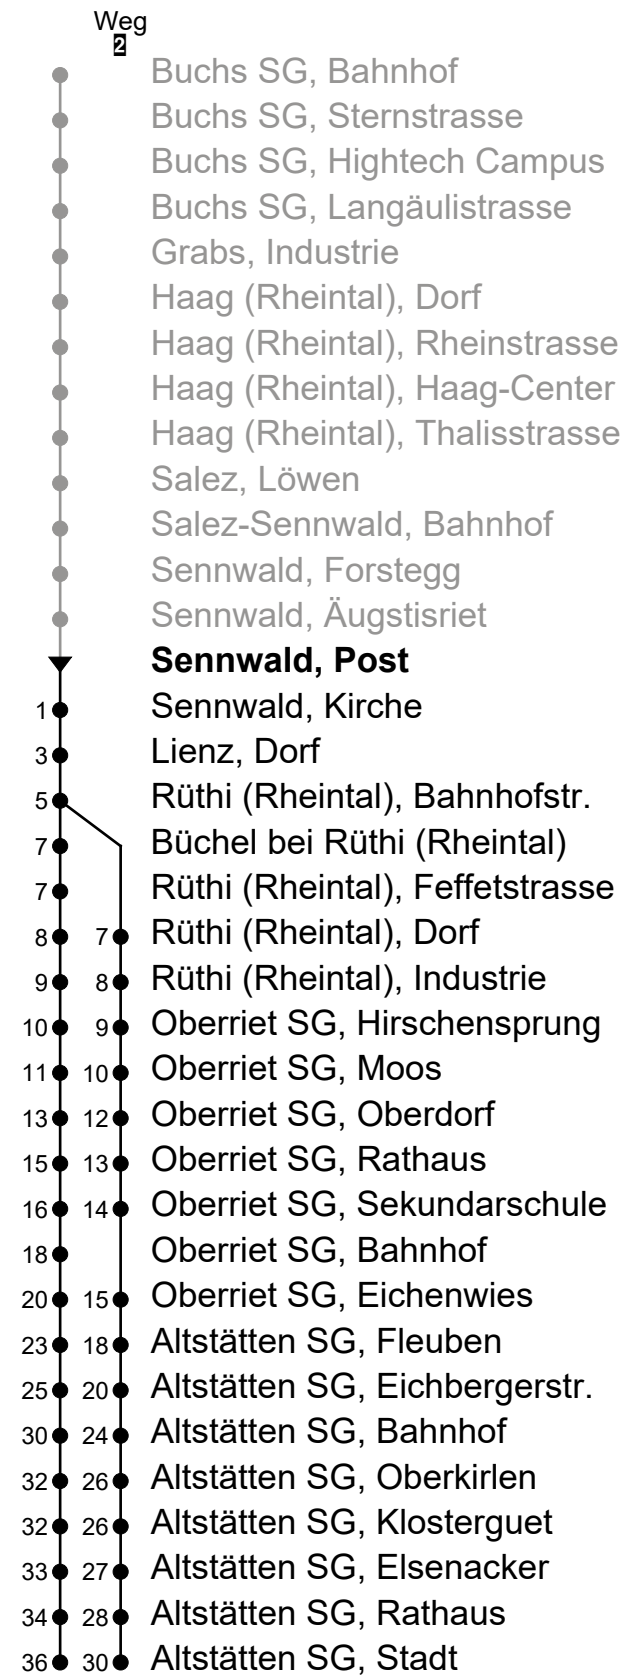 Weg
2
Buchs SG, Bahnhof
Buchs SG, Sternstrasse
Buchs SG, Hightech Campus
Buchs SG, Langäulistrasse
Grabs, Industrie
Haag (Rheintal), Dorf
Haag (Rheintal), Rheinstrasse
Haag (Rheintal), Haag-Center
Haag (Rheintal), Thalisstrasse
Salez, Löwen
Salez-Sennwald, Bahnhof
Sennwald, Forstegg
Sennwald, Äugstisriet
Sennwald, Post
1 Sennwald, Kirche
3 Lienz, Dorf
5 Rüthi (Rheintal), Bahnhofstr.
7 Büchel bei Rüthi (Rheintal)
7 Rüthi (Rheintal), Feffetstrasse
8 7 Rüthi (Rheintal), Dorf
9 8 Rüthi (Rheintal), Industrie
10 9 Oberriet SG, Hirschensprung
11 10 Oberriet SG, Moos
13 12 Oberriet SG, Oberdorf
15 13 Oberriet SG, Rathaus
16 14 Oberriet SG, Sekundarschule
18 Oberriet SG, Bahnhof
20 15 Oberriet SG, Eichenwies
23 18 Altstätten SG, Fleuben
25 20 Altstätten SG, Eichbergerstr.
30 24 Altstätten SG, Bahnhof
32 26 Altstätten SG, Oberkirlen
32 26 Altstätten SG, Klosterguet
33 27 Altstätten SG, Elsenacker
34 28 Altstätten SG, Rathaus
36 30 Altstätten SG, Stadt